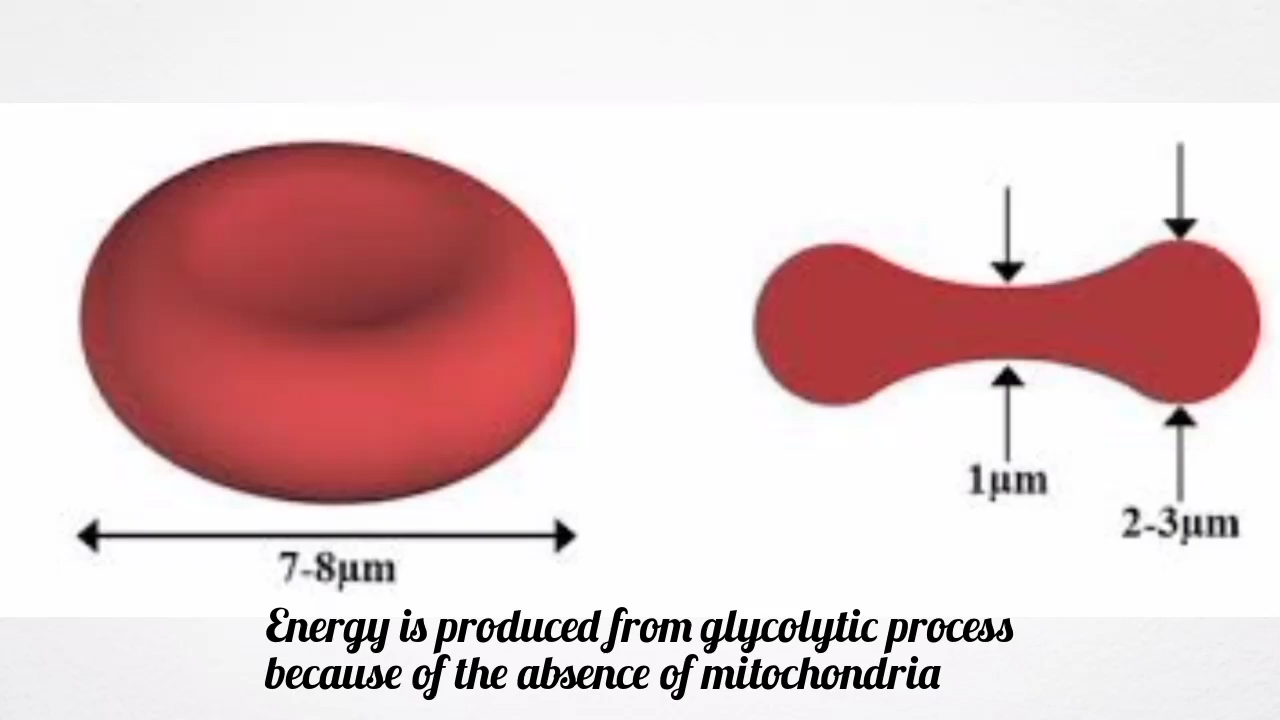 1μm
2-3μm
7-8μm
Energy is produced from glycolytic process
because of the absence of mitochondria